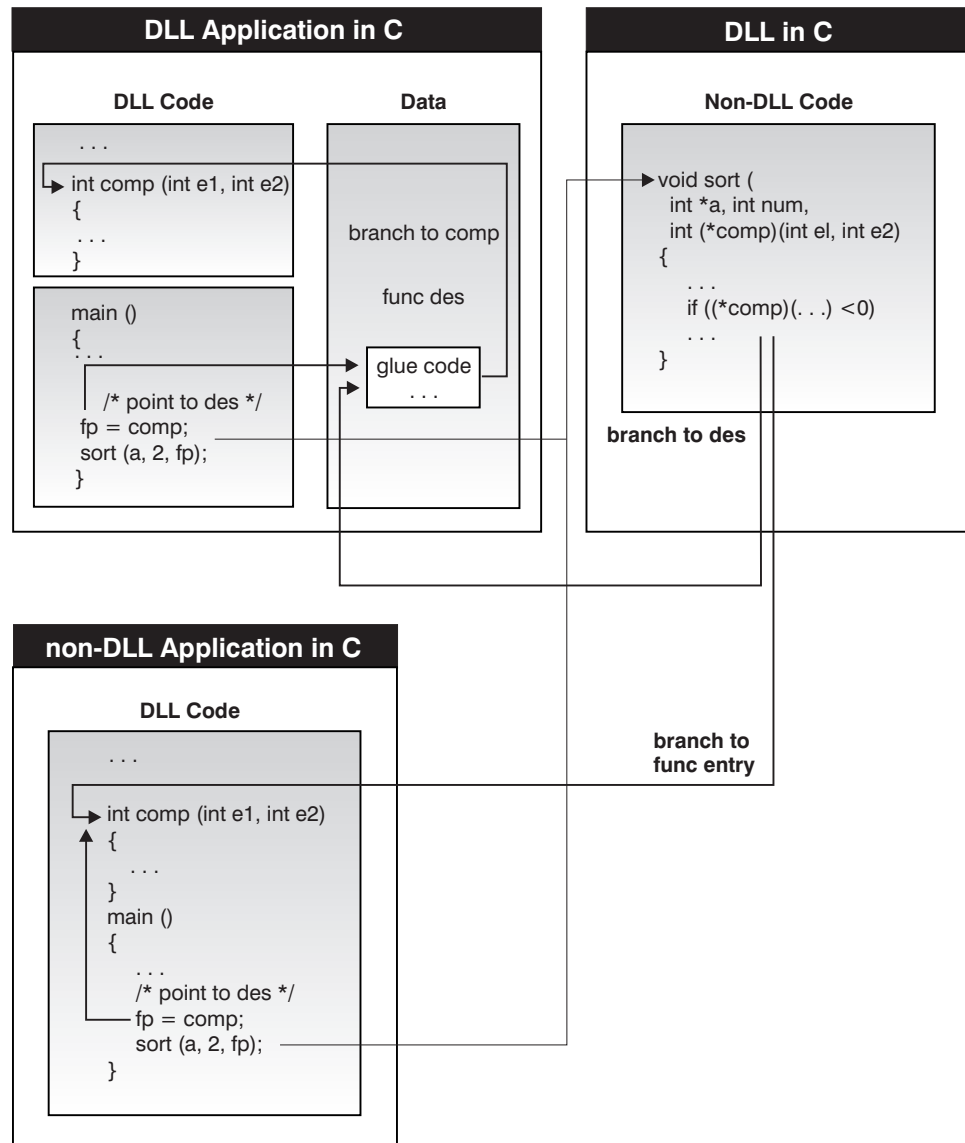 DLL Application in C
DLL Code
. . .
int comp (int e1, int e2)
{
. . .
}
main ()
{
. . .
/* point to des */
fp = comp;
sort (a, 2, fp);
}
Data
branch to comp
func des
glue code
. . .
DLL in C
Non-DLL Code
void sort (
int *a, int num,
int (*comp)(int el, int e2)
{
. . .
if ((*comp)(. . .) <0)
. . .
}
branch to des
non-DLL Application in C
DLL Code
. . .
int comp (int e1, int e2)
{
. . .
}
main ()
{
. . .
/* point to des */
fp = comp;
sort (a, 2, fp);
}
branch to
func entry